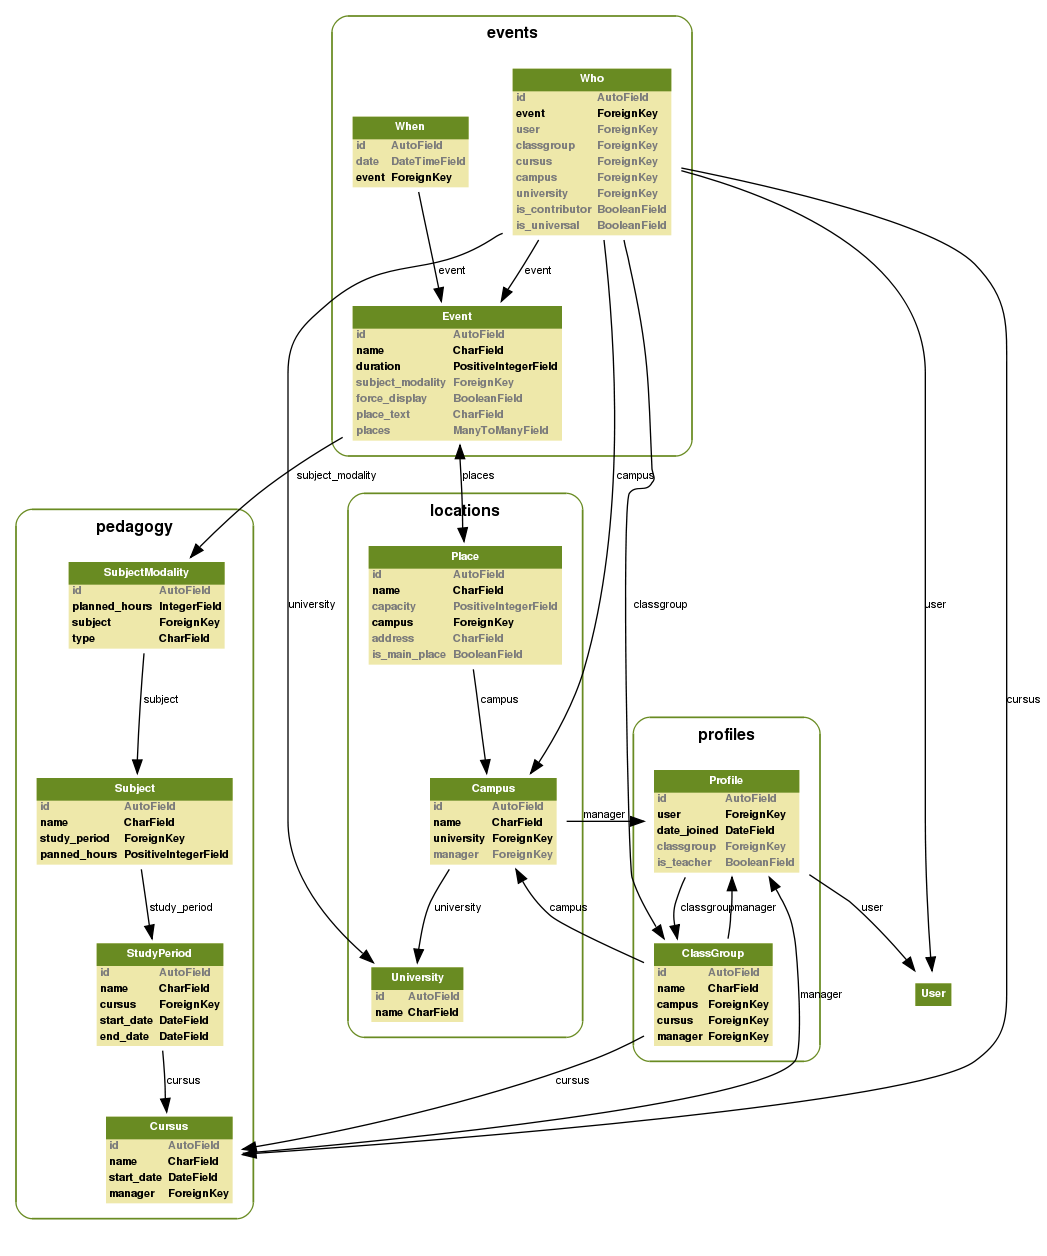 events
Who
id AutoField
event ForeignKey
user ForeignKey
classgroup ForeignKey
cursus ForeignKey
campus ForeignKey
university ForeignKey
is_contributor BooleanField
is_universal BooleanField
When
id AutoField
date DateTimeField
event ForeignKey
event
event
Event
id AutoField
name CharField
duration PositiveIntegerField
subject_modality ForeignKey
force_display BooleanField
place_text CharField
places ManyToManyField
subject_modality
places
campus
pedagogy
SubjectModality
id AutoField
planned_hours IntegerField
subject ForeignKey
type CharField
subject
Subject
id AutoField
name CharField
study_period ForeignKey
panned_hours PositiveIntegerField
study_period
StudyPeriod
id AutoField
name CharField
cursus ForeignKey
start_date DateField
end_date DateField
cursus
Cursus
id AutoField
name CharField
start_date DateField
manager ForeignKey
locations
Place
id AutoField
name CharField
capacity PositiveIntegerField
campus ForeignKey
address CharField
is_main_place BooleanField
university
classgroup
user
campus
cursus
Campus
id AutoField
name CharField
university ForeignKey
manager ForeignKey
manager
university
campus
University
id AutoField
name CharField
profiles
Profile
id AutoField
user ForeignKey
date_joined DateField
classgroup ForeignKey
is_teacher BooleanField
classgroup
manager
user
ClassGroup
id AutoField
name CharField
campus ForeignKey
cursus ForeignKey
manager ForeignKey
manager
User
cursus